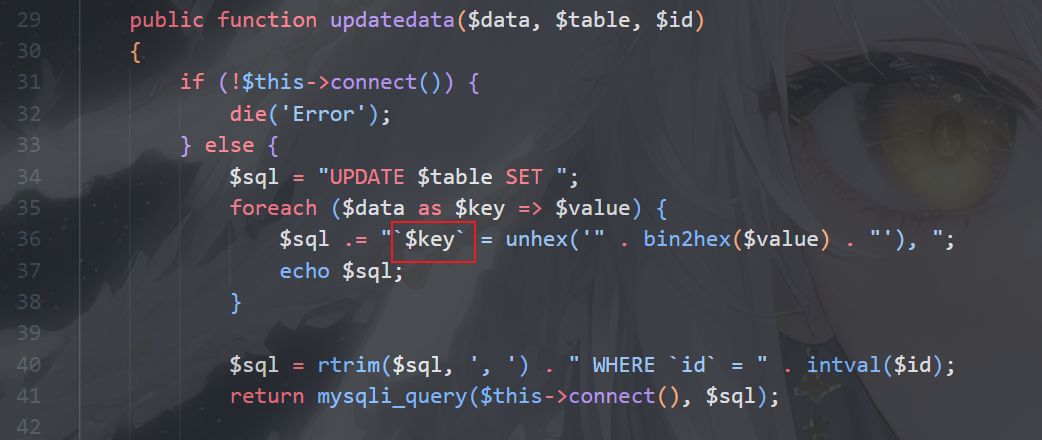 29 public function updatedata($data, $table, $id)
30 {
31 if (!$this->connect()) {
32 die('Error');
33 } else {
34 $sql = "UPDATE $table SET ";
35 foreach ($data as $key => $value) {
36 $sql .= "`$key` = unhex('" . bin2hex($value) . "'), ";
37 echo $sql;
38 }
39
40 $sql = rtrim($sql, ', ') . " WHERE `id` = " . intval($id);
41 return mysqli_query($this->connect(), $sql);
42